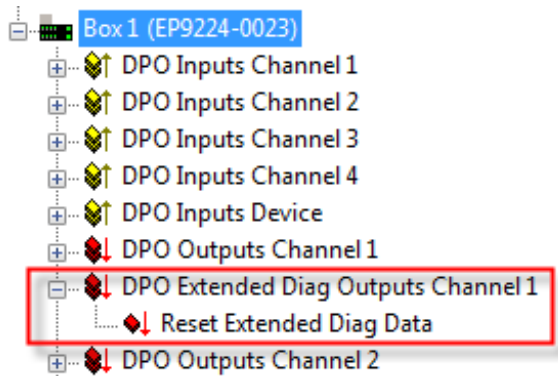 Box 1 (EP9224-0023)
DPO Inputs Channel 1
DPO Inputs Channel 2
DPO Inputs Channel 3
DPO Inputs Channel 4
DPO Inputs Device
DPO Outputs Channel 1
DPO Extended Diag Outputs Channel 1
Reset Extended Diag Data
DPO Outputs Channel 2